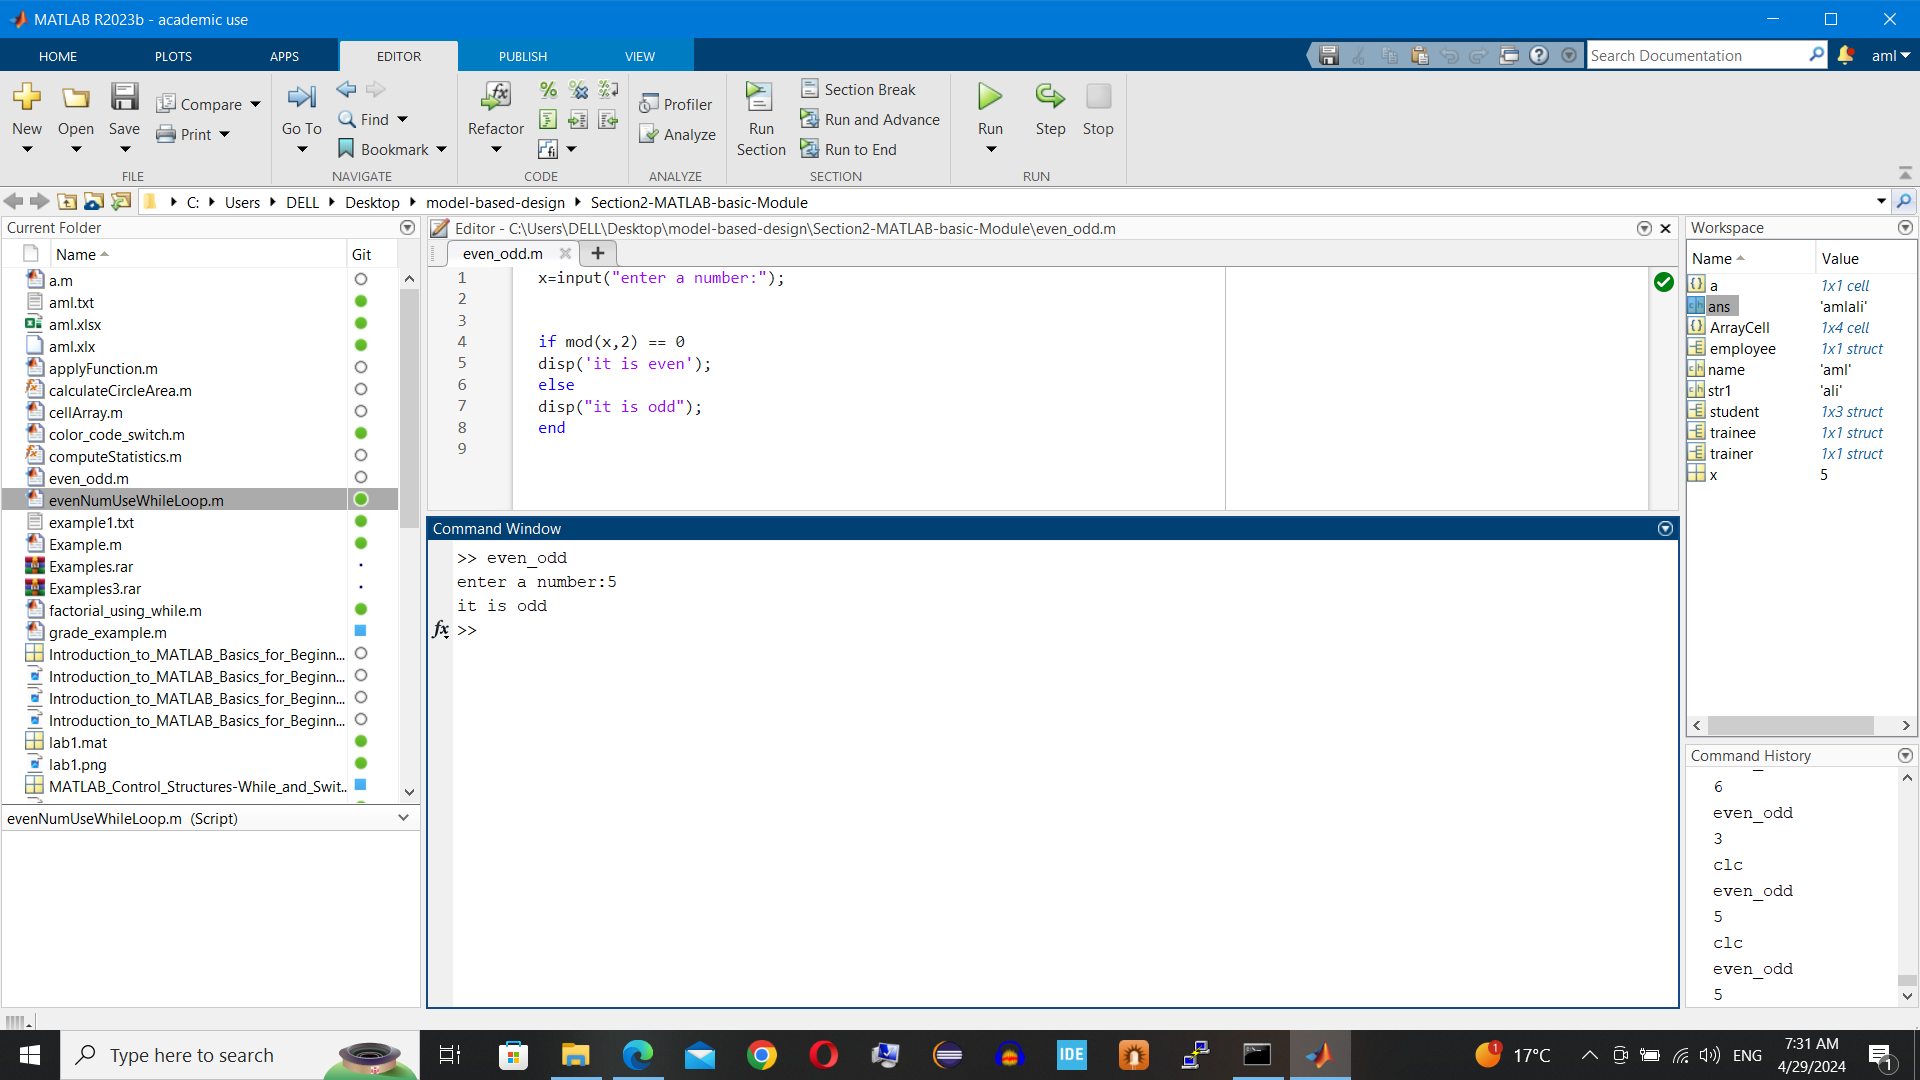 MATLAB R2023b - academic use
HOME PLOTS APPS EDITOR PUBLISH VIEW
Search Documentation
aml
New
Open
Save
Compare
Print
FILE
Go To
Find
Bookmark
NAVIGATE
Refactor
CODE
Profiler
Analyze
ANALYZE
Run Section
Section Break
Run and Advance
Run to End
SECTION
Run
Step
Stop
RUN
C: Users DELL Desktop model-based-design Section2-MATLAB-basic-Module
Current Folder
Name Git
a.m
aml.txt
aml.xlsx
aml.xlx
applyFunction.m
calculateCircleArea.m
cellArray.m
color_code_switch.m
computeStatistics.m
even_odd.m
evenNumUseWhileLoop.m
example1.txt
Example.m
Examples.rar
Examples3.rar
factorial_using_while.m
grade_example.m
Introduction_to_MATLAB_Basics_for_Beginn...
Introduction_to_MATLAB_Basics_for_Beginn...
Introduction_to_MATLAB_Basics_for_Beginn...
Introduction_to_MATLAB_Basics_for_Beginn...
lab1.mat
lab1.png
MATLAB_Control_Structures-While_and_Swit...
evenNumUseWhileLoop.m (Script)
Editor - C:\Users\DELL\Desktop\model-based-design\Section2-MATLAB-basic-Module\even_odd.m
even_odd.m
1 x=input("enter a number:");
2
3
4 if mod(x,2) == 0
5 disp('it is even');
6 else
7 disp("it is odd");
8 end
9
Command Window
>> even_odd
enter a number:5
it is odd
fx >>
Workspace
Name Value
a 1x1 cell
ans 'amlali'
ArrayCell 1x4 cell
employee 1x1 struct
name 'aml'
str1 'ali'
student 1x3 struct
trainee 1x1 struct
trainer 1x1 struct
x 5
Command History
6
even_odd
3
clc
even_odd
5
clc
even_odd
5
Type here to search
IDE
1
17°C
ENG
7:31 AM
4/29/2024
1